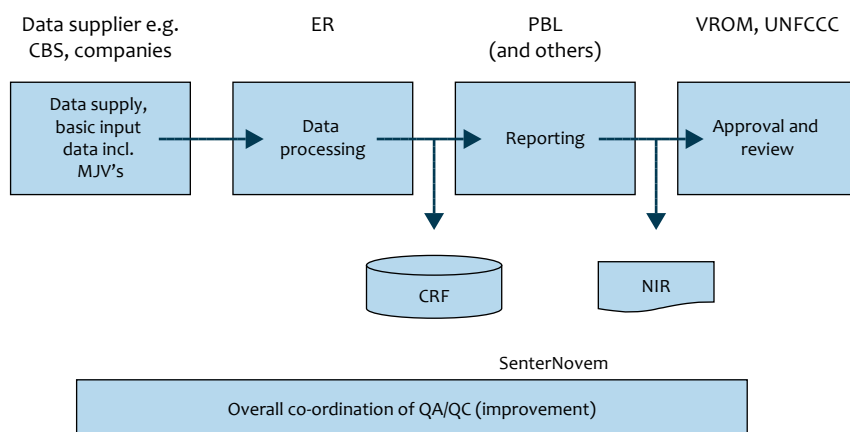 Data supplier e.g.
CBS, companies
ER
PBL
(and others)
VROM, UNFCCC
Data supply,
basic input
data incl.
MJV's
Data
processing
Reporting
Approval and
review
CRF
NIR
SenterNovem
Overall co-ordination of QA/QC (improvement)